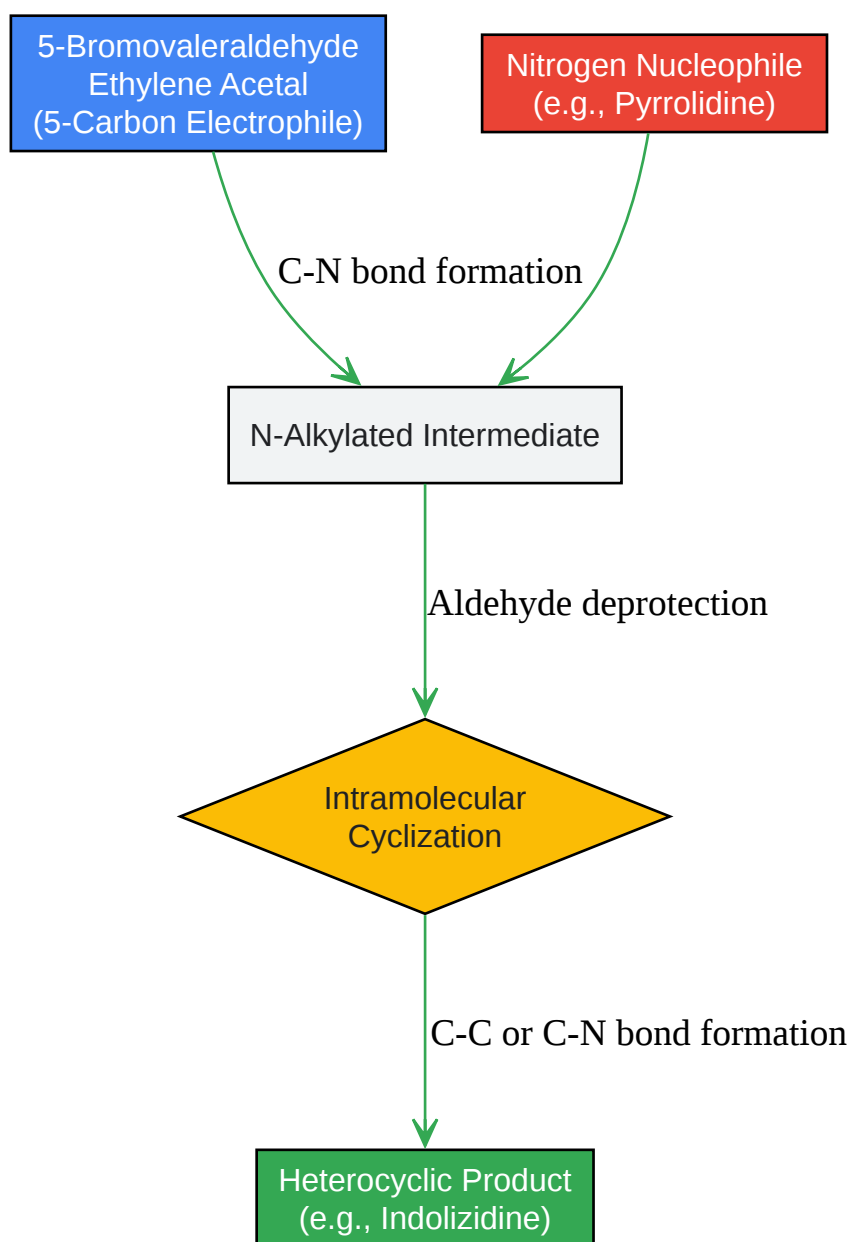 5-Bromovaleraldehyde
Ethylene Acetal
(5-Carbon Electrophile)
Nitrogen Nucleophile
(e.g., Pyrrolidine)
C-N bond formation
N-Alkylated Intermediate
Aldehyde deprotection
Intramolecular
Cyclization
C-C or C-N bond formation
Heterocyclic Product
(e.g., Indolizidine)